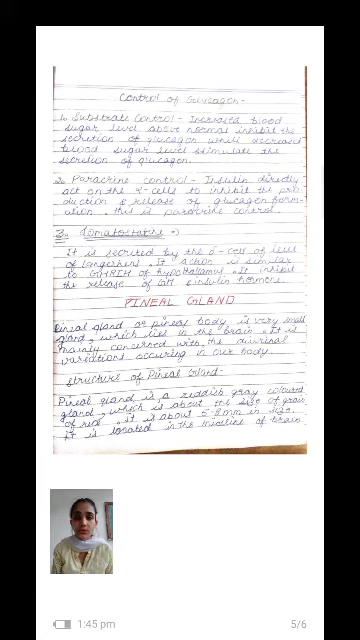 Control of Glucagon -
1. Substrate Control - Increased blood
sugar level above normal inhibit the
secretion of glucagon while decreased
blood sugar level stimulate the
secretion of glucagon.
2. Paracrine control - Insulin directly
act on the α-cells to inhibit the pro
duction & release of glucagon form-
ation. This is paracrine control.
3. (Somatostatin -)
It is secrited by the δ-cell of
of langerhans. It action is similar
to GHRIH of hypothalamus. It inhibit
the release of GH & insulin hormone.
PINEAL GLAND
Pineal gland or pineal body is very small
gland, which lies in the brain. It is
mainly concerned with the diurinal
variations occuring in our body.
Structure of Pineal Gland -
Pineal gland is a reddish gray coloured
gland, which is about the size of grain
of rice. It is about 5-8mm in size.
It is located in the midline of brain.
1:45 pm
5/6